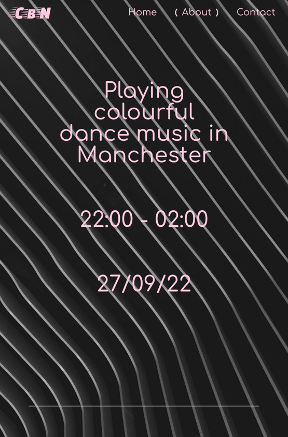 CBN
Home ( About ) Contact
Playing
colourful
dance music in
Manchester
22:00 - 02:00
27/09/22